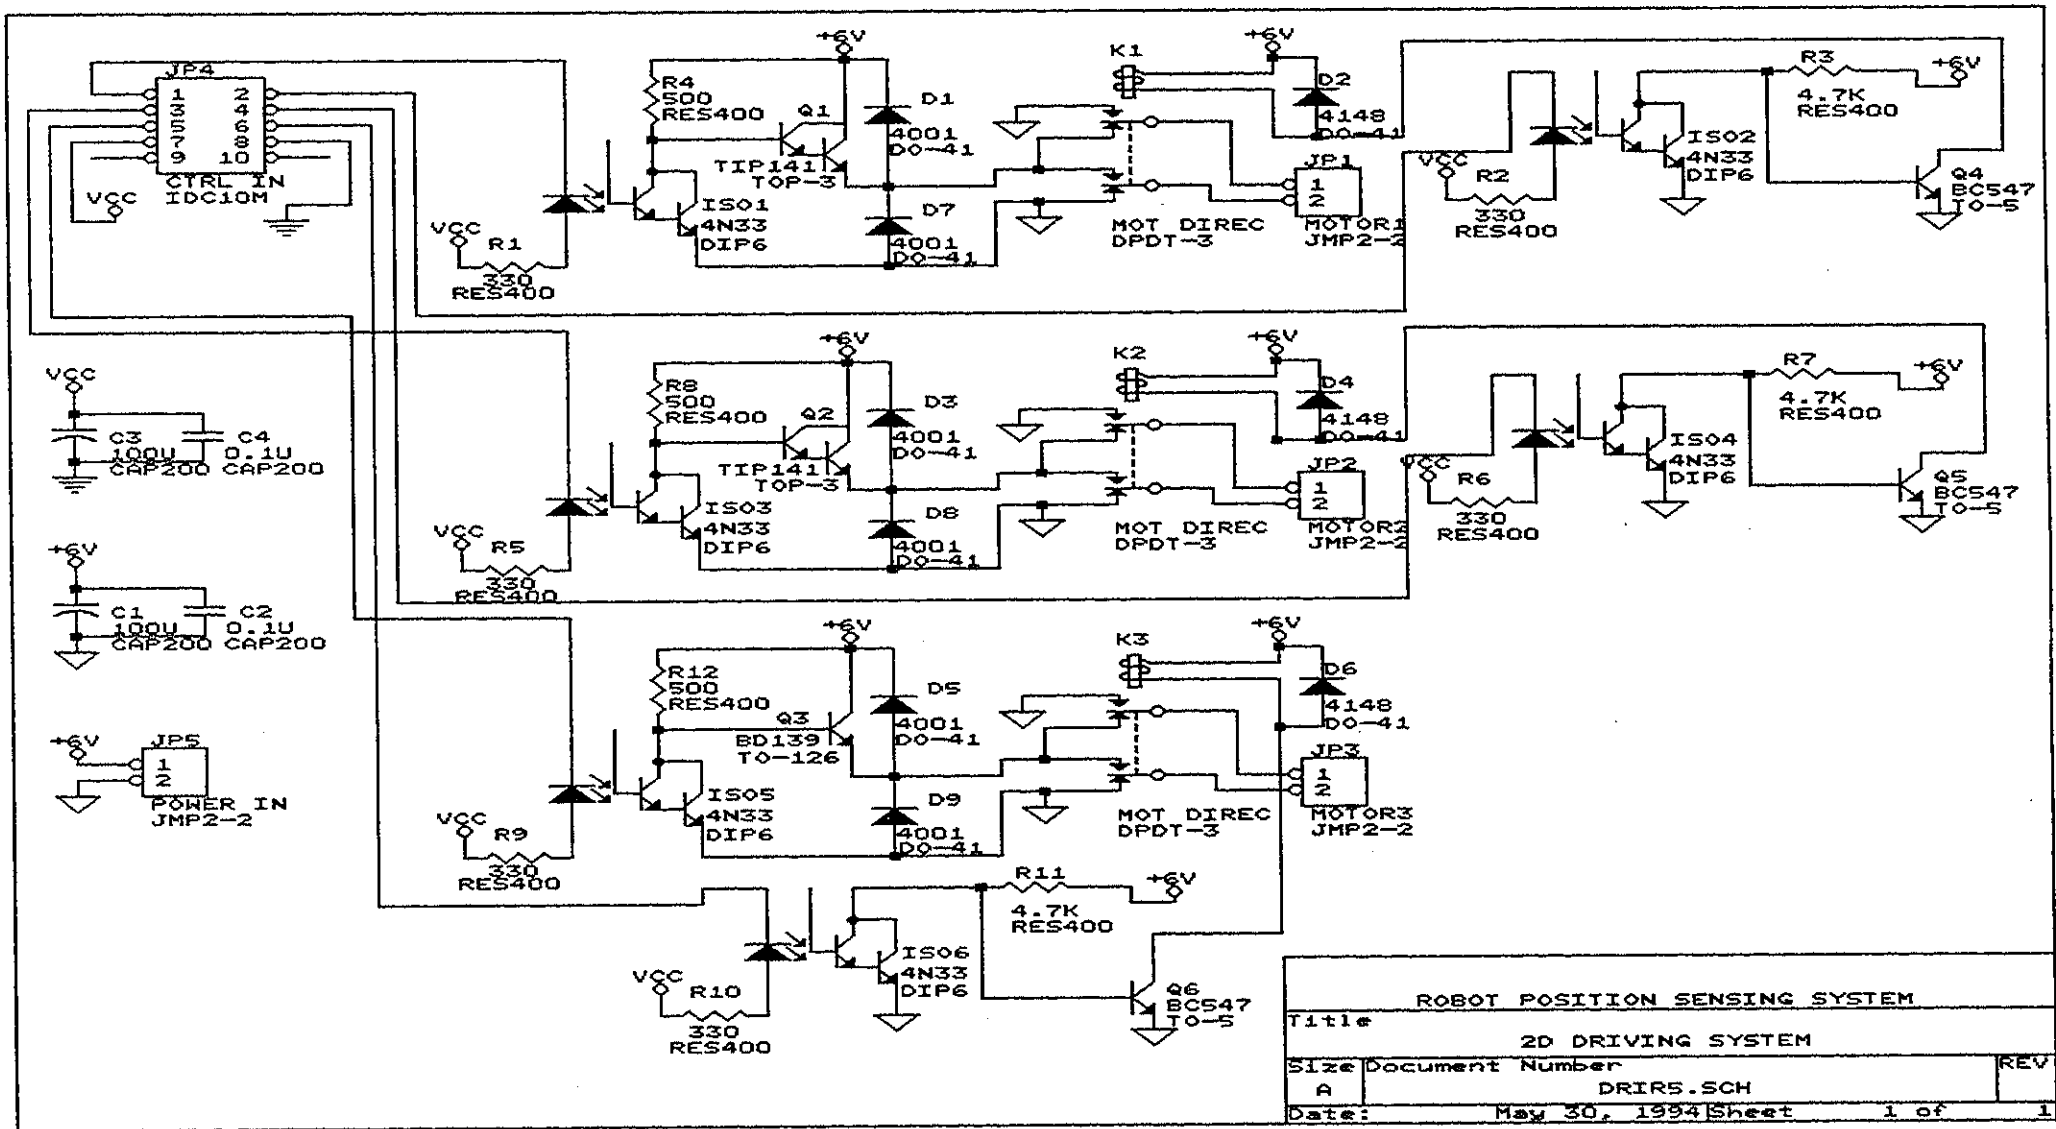 JP4
1 2
3 4
5 6
7 8
9 10
CTRL IN
IDC10M
VCC
+6V
R4
500
RES400
Q1
TIP141
TOP-3
D1
4001
DO-41
ISO1
4N33
DIP6
D7
4001
DO-41
VCC
R1
330
RES400
K1
+6V
D2
4148
DO-41
JP1
1
2
MOTOR1
JMP2-2
MOT DIREC
DPDT-3
VCC
R2
330
RES400
R3
4.7K
RES400
+6V
ISO2
4N33
DIP6
Q4
BC547
TO-5
+6V
R8
500
RES400
Q2
TIP141
TOP-3
D3
4001
DO-41
ISO3
4N33
DIP6
D8
4001
DO-41
VCC
R5
330
RES400
K2
+6V
D4
4148
DO-41
JP2
1
2
MOTOR2
JMP2-2
MOT DIREC
DPDT-3
VCC
R6
330
RES400
R7
4.7K
RES400
+6V
ISO4
4N33
DIP6
Q5
BC547
TO-5
VCC
C3
100U
CAP200
C4
0.1U
CAP200
+6V
C1
100U
CAP200
C2
0.1U
CAP200
+6V
JP5
1
2
POWER IN
JMP2-2
+6V
R12
500
RES400
Q3
BD139
TO-126
D5
4001
DO-41
ISO5
4N33
DIP6
D9
4001
DO-41
VCC
R9
330
RES400
K3
+6V
D6
4148
DO-41
JP3
1
2
MOTOR3
JMP2-2
MOT DIREC
DPDT-3
VCC
R10
330
RES400
ISO6
4N33
DIP6
R11
4.7K
RES400
+6V
Q6
BC547
TO-5
ROBOT POSITION SENSING SYSTEM
Title
2D DRIVING SYSTEM
Size Document Number REV
A DRIR5.SCH
Date: May 30, 1994 Sheet 1 of 1